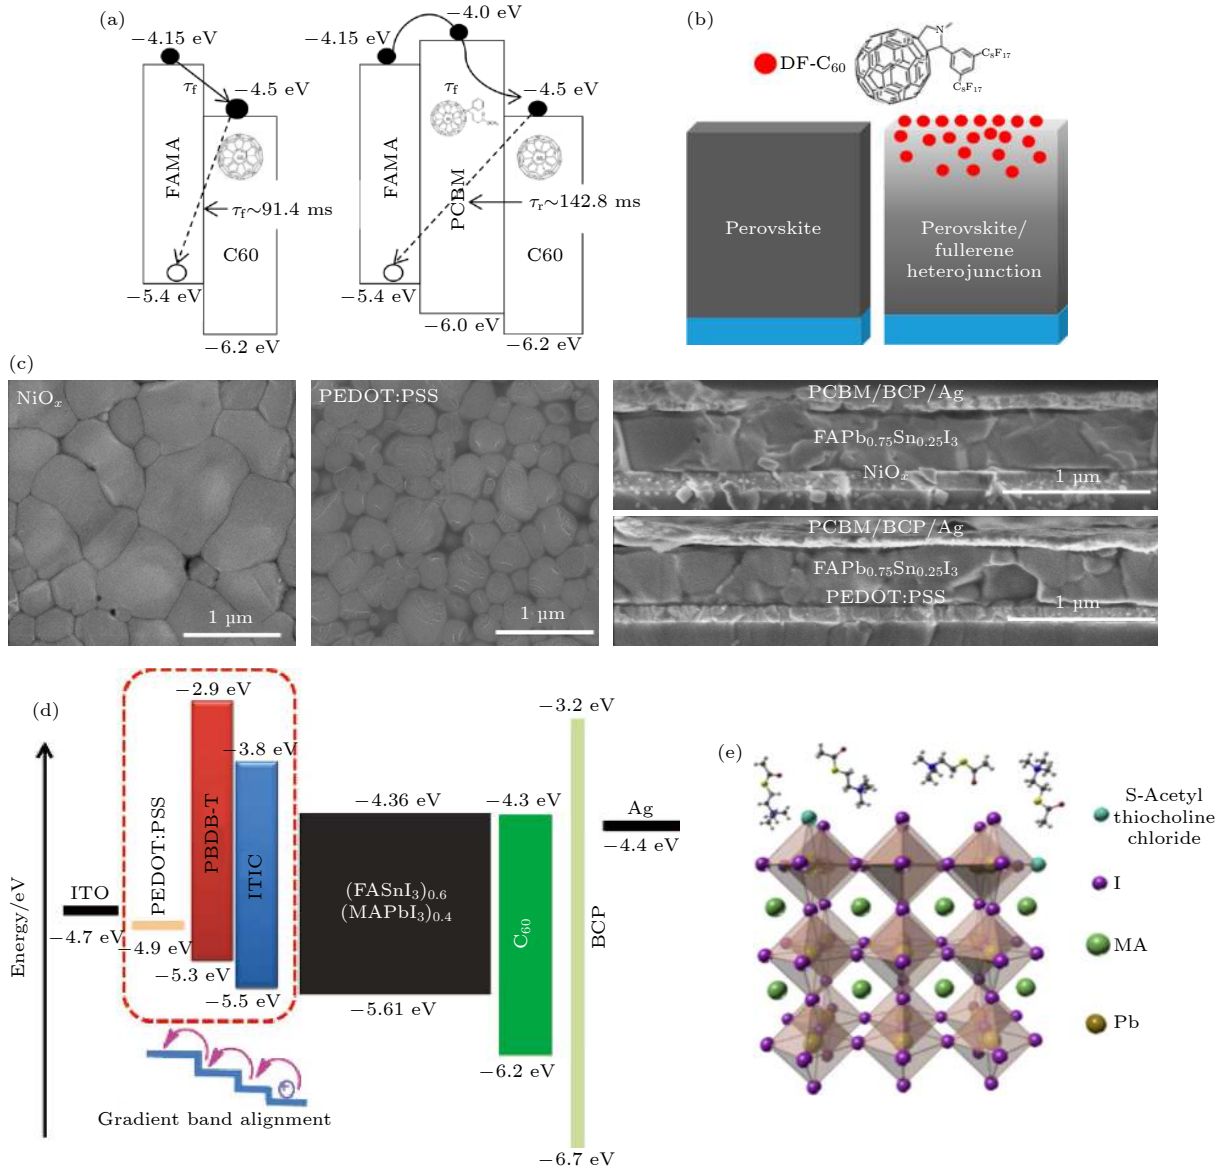 (a)
−4.15 eV
τf
−4.5 eV
FAMA
τf~91.4 ms
C60
−5.4 eV
−6.2 eV
−4.0 eV
−4.15 eV
τf
−4.5 eV
FAMA
PCBM
τr~142.8 ms
C60
−5.4 eV
−6.0 eV
−6.2 eV
(b)
DF-C60
N
C8F17
C8F17
Perovskite
Perovskite/
fullerene
heterojunction
(c)
NiOx
1 μm
PEDOT:PSS
1 μm
PCBM/BCP/Ag
FAPb0.75Sn0.25I3
NiOx
1 μm
PCBM/BCP/Ag
FAPb0.75Sn0.25I3
PEDOT:PSS
1 μm
(d)
Energy/eV
ITO
−4.7 eV
PEDOT:PSS
−4.9 eV
−2.9 eV
PBDB-T
−5.3 eV
−3.8 eV
ITIC
−5.5 eV
−4.36 eV
(FASnI3)0.6
(MAPbI3)0.4
−5.61 eV
−4.3 eV
C60
−6.2 eV
−3.2 eV
BCP
−6.7 eV
Ag
−4.4 eV
Gradient band alignment
(e)
S-Acetyl
thiocholine
chloride
I
MA
Pb